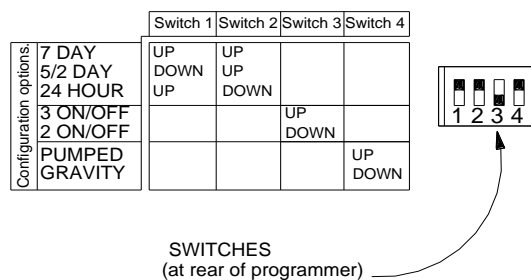 Switch 1 Switch 2 Switch 3 Switch 4
Configuration options.
7 DAY UP UP
5/2 DAY DOWN UP
24 HOUR UP DOWN
3 ON/OFF UP
2 ON/OFF DOWN
PUMPED UP
GRAVITY DOWN
1 2 3 4
SWITCHES
(at rear of programmer)